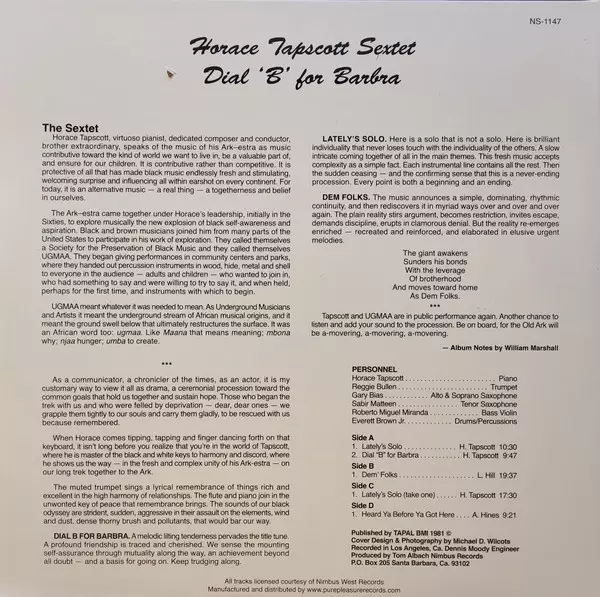 NS-1147
Horace Tapscott Sextet
Dial 'B' for Barbra
The Sextet
Horace Tapscott, virtuoso pianist, dedicated composer and conductor,
brother extraordinary, speaks of the music of his Ark–estra as music
contributive toward the kind of world we want to live in, be a valuable part of,
and ensure for our children. It is contributive rather than competitive. It is
protective of all that has made black music endlessly fresh and stimulating,
welcoming surprise and influencing all within earshot on every continent. For
today, it is an alternative music — a real thing — a togetherness and belief
in ourselves.
The Ark–estra came together under Horace's leadership, initially in the
Sixties, to explore musically the new explosion of black self-awareness and
aspiration. Black and brown musicians joined him from many parts of the
United States to participate in his work of exploration. They called themselves
a Society for the Preservation of Black Music and they called themselves
UGMAA. They began giving performances in community centers and parks,
where they handed out percussion instruments in wood, hide, metal and shell
to everyone in the audience — adults and children — who wanted to join in,
who had something to say and were willing to try to say it, and when held,
perhaps for the first time, and instruments with which to begin.
UGMAA meant whatever it was needed to mean. As Underground Musicians
and Artists it meant the underground stream of African musical origins, and it
meant the ground swell below that ultimately restructures the surface. It was
an African word too: ugmaa. Like Maana that means meaning; mbona
why; njaa hunger; umba to create.
***
As a communicator, a chronicler of the times, as an actor, it is my
customary way to view it all as drama, a ceremonial procession toward the
common goals that hold us together and sustain hope. Those who began the
trek with us and who were felled by deprivation — dear, dear ones — we
grapple them tightly to our souls and carry them gladly, to be rescued with us
because remembered.
When Horace comes tipping, tapping and finger dancing forth on that
keyboard, it isn't long before you realize that you're in the world of Tapscott,
where he is master of the black and white keys to harmony and discord, where
he shows us the way — in the fresh and complex unity of his Ark-estra — on
our long trek together to the Ark.
The muted trumpet sings a lyrical remembrance of things rich and
excellent in the high harmony of relationships. The flute and piano join in the
unwonted key of peace that remembrance brings. The sounds of our black
odyssey are strident, sudden, aggressive in their assault on the elements, wind
and dust. dense thorny brush and pollutants, that would bar our way.
DIAL B FOR BARBRA. A melodic lilting tenderness pervades the title tune.
A profound friendship is traced and cherished. We sense the mounting
self-assurance through mutuality along the way, an achievement beyond
all doubt — and a basis for going on. Keep trudging along.
LATELY'S SOLO. Here is a solo that is not a solo. Here is brilliant
individuality that never loses touch with the individuality of the others. A slow
intricate coming together of all in the main themes. This fresh music accepts
complexity as a simple fact. Each instrumental line contains all the rest. Then
the sudden ceasing — and the confirming sense that this is a never-ending
procession. Every point is both a beginning and an ending.
DEM FOLKS. The music announces a simple, dominating, rhythmic
continuity, and then rediscovers it in myriad ways over and over and over
again. The plain reality stirs argument, becomes restriction, invites escape,
demands discipline, erupts in clamorous denial. But the reality re-emerges
enriched — recreated and reinforced, and elaborated in elusive urgent
melodies.
The giant awakens
Sunders his bonds
With the leverage
Of brotherhood
And moves toward home
As Dem Folks.
***
Tapscott and UGMAA are in public performance again. Another chance to
listen and add your sound to the procession. Be on board, for the Old Ark will
be a-movering, a-movering, a-movering.
— Album Notes by William Marshall
PERSONNEL
Horace Tapscott . . . . . . . . . . . . . . . . . . . . . . . Piano
Reggie Bullen . . . . . . . . . . . . . . . . . . . . . . . Trumpet
Gary Bias . . . . . . . . . . . . Alto & Soprano Saxophone
Sabir Matteen . . . . . . . . . . . . . . . . Tenor Saxophone
Roberto Miguel Miranda . . . . . . . . . . . . . Bass Violin
Everett Brown Jr. . . . . . . . . . . . . Drums/Percussions
Side A
1. Lately's Solo . . . . . . . . . . . . . H. Tapscott 10:30
2. Dial "B" for Barbra . . . . . . . . . . H. Tapscott 9:47
Side B
1. Dem' Folks . . . . . . . . . . . . . . . . . L. Hill 19:37
Side C
1. Lately's Solo (take one) . . . . . . H. Tapscott 17:30
Side D
1. Heard Ya Before Ya Got Here . . . . A. Hines 9:21
Published by TAPAL BMI 1981 ©
Cover Design & Photography by Michael D. Wilcots
Recorded in Los Angeles, Ca. Dennis Moody Engineer
Produced by Tom Albach Nimbus Records
P.O. Box 205 Santa Barbara, Ca. 93102
All tracks licensed courtesy of Nimbus West Records
Manufactured and distributed by www.purepleasurerecords.com